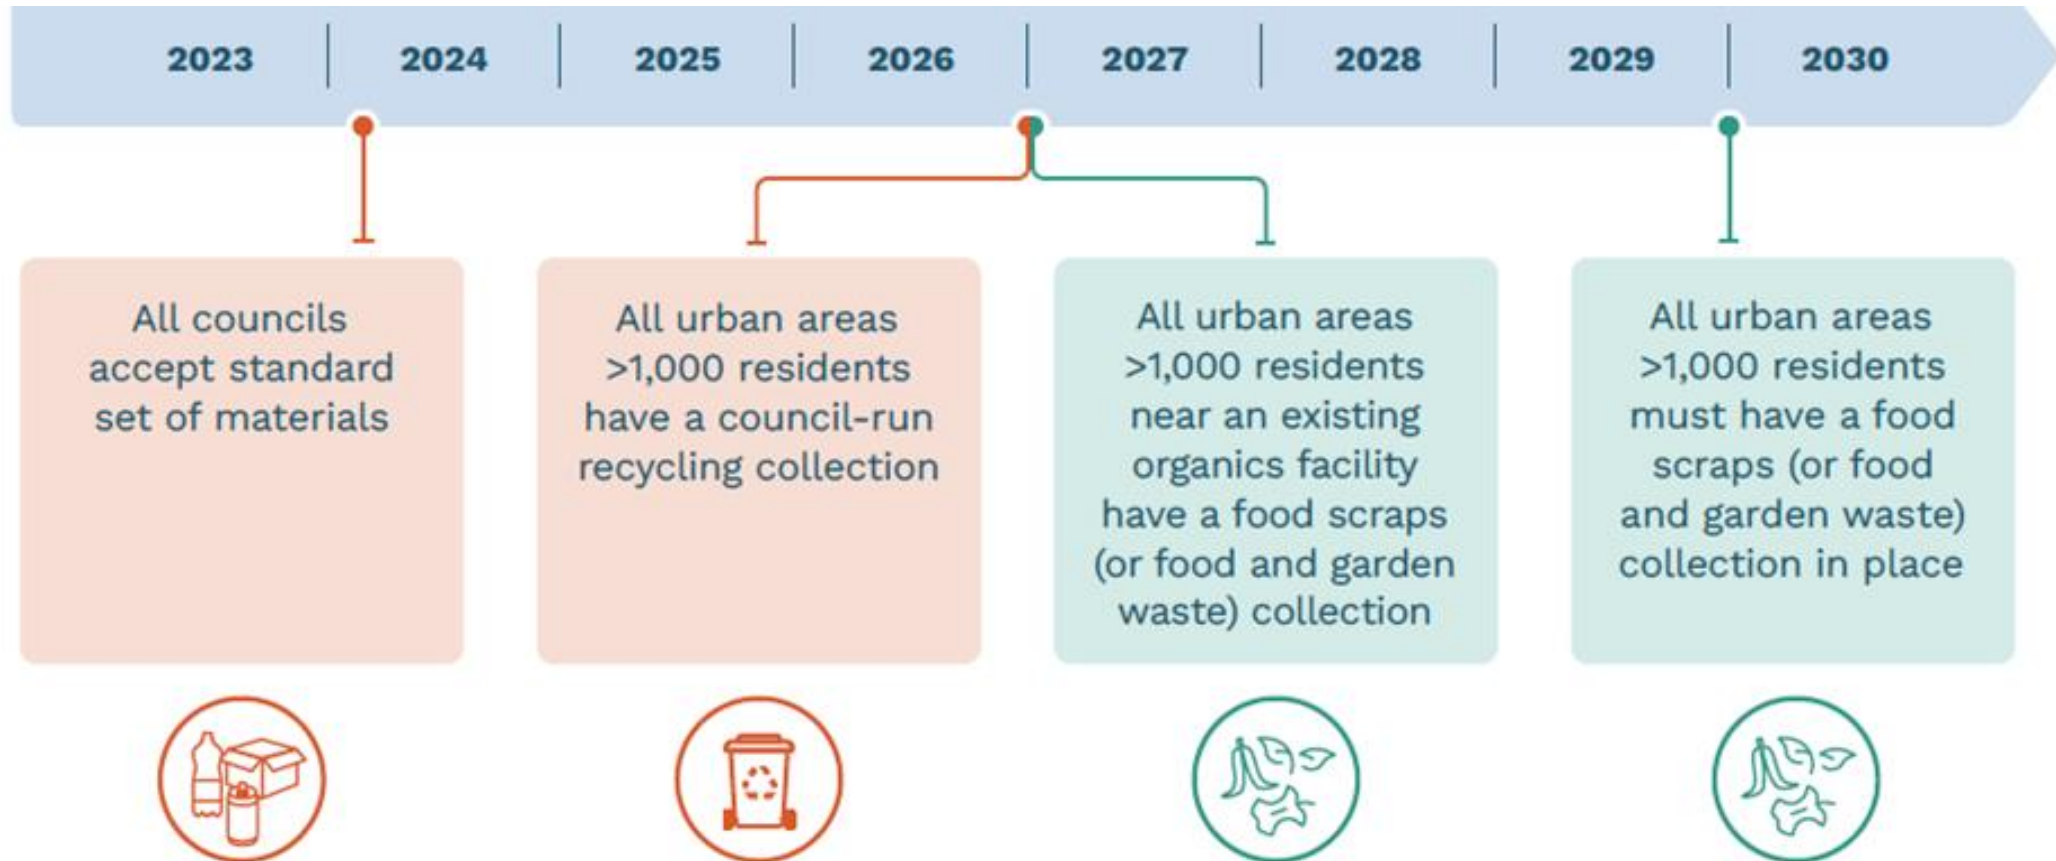 2023 2024 2025 2026 2027 2028 2029 2030
All councils
accept standard
set of materials
All urban areas
>1,000 residents
have a council-run
recycling collection
All urban areas
>1,000 residents
near an existing
organics facility
have a food scraps
(or food and garden
waste) collection
All urban areas
>1,000 residents
must have a food
scraps (or food
and garden waste)
collection in place